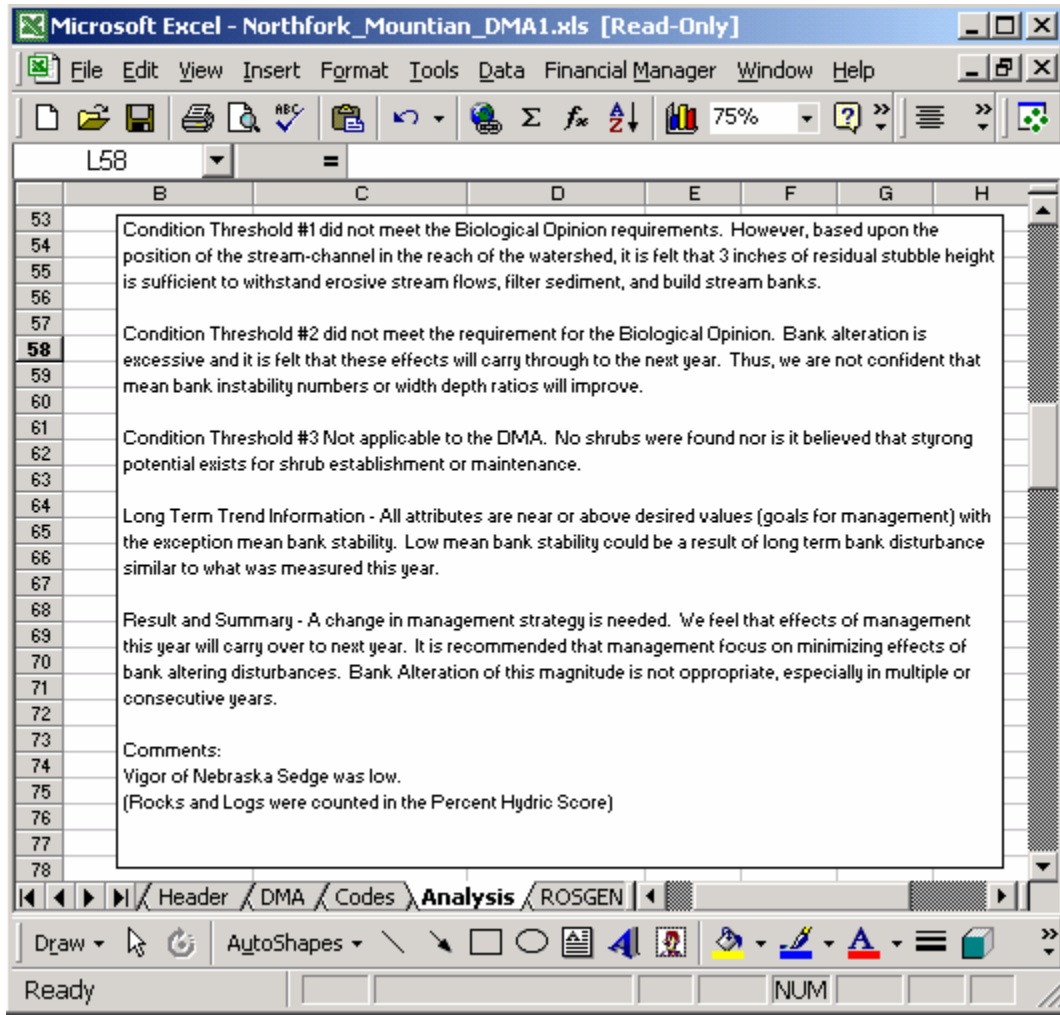 Microsoft Excel - Northfork_Mountian_DMA1.xls [Read-Only]
File Edit View Insert Format Tools Data Financial Manager Window Help
ABC Σ fx A Z 75% ? »
L58 =
B C D E F G H
53
54
55
56
57
58
59
60
61
62
63
64
65
66
67
68
69
70
71
72
73
74
75
76
77
78
Condition Threshold #1 did not meet the Biological Opinion requirements. However, based upon the
position of the stream-channel in the reach of the watershed, it is felt that 3 inches of residual stubble height
is sufficient to withstand erosive stream flows, filter sediment, and build stream banks.
Condition Threshold #2 did not meet the requirement for the Biological Opinion. Bank alteration is
excessive and it is felt that these effects will carry through to the next year. Thus, we are not confident that
mean bank instability numbers or width depth ratios will improve.
Condition Threshold #3 Not applicable to the DMA. No shrubs were found nor is it believed that styrong
potential exists for shrub establishment or maintenance.
Long Term Trend Information - All attributes are near or above desired values (goals for management) with
the exception mean bank stability. Low mean bank stability could be a result of long term bank disturbance
similar to what was measured this year.
Result and Summary - A change in management strategy is needed. We feel that effects of management
this year will carry over to next year. It is recommended that management focus on minimizing effects of
bank altering disturbances. Bank Alteration of this magnitude is not oppropriate, especially in multiple or
consecutive years.
Comments:
Vigor of Nebraska Sedge was low.
(Rocks and Logs were counted in the Percent Hydric Score)
Header DMA Codes Analysis ROSGEN
Draw AutoShapes A A
Ready NUM